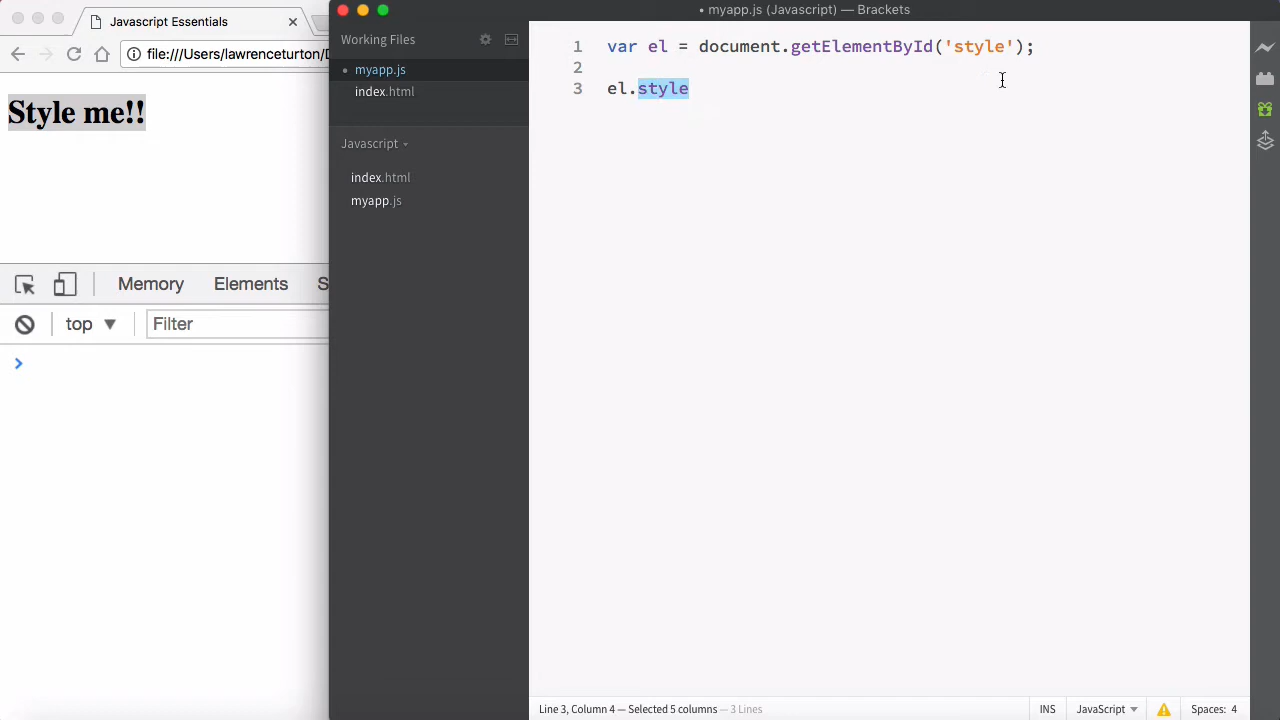 Javascript Essentials
file:///Users/lawrenceturton/D
Style me!!
Memory Elements S
top Filter
• myapp.js (Javascript) — Brackets
Working Files
myapp.js
index.html
Javascript
index.html
myapp.js
1 var el = document.getElementById('style');
2
3 el.style
Line 3, Column 4 — Selected 5 columns — 3 Lines
INS JavaScript Spaces: 4